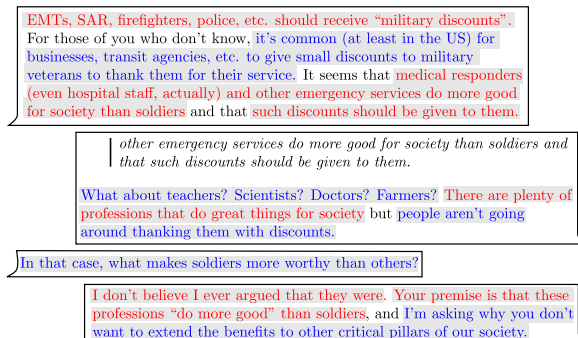 EMTs, SAR, firefighters, police, etc. should receive “military discounts”.
For those of you who don’t know, it’s common (at least in the US) for
businesses, transit agencies, etc. to give small discounts to military
veterans to thank them for their service. It seems that medical responders
(even hospital staff, actually) and other emergency services do more good
for society than soldiers and that such discounts should be given to them.
other emergency services do more good for society than soldiers and
that such discounts should be given to them.
What about teachers? Scientists? Doctors? Farmers? There are plenty of
professions that do great things for society but people aren’t going
around thanking them with discounts.
In that case, what makes soldiers more worthy than others?
I don’t believe I ever argued that they were. Your premise is that these
professions “do more good” than soldiers, and I’m asking why you don’t
want to extend the benefits to other critical pillars of our society.